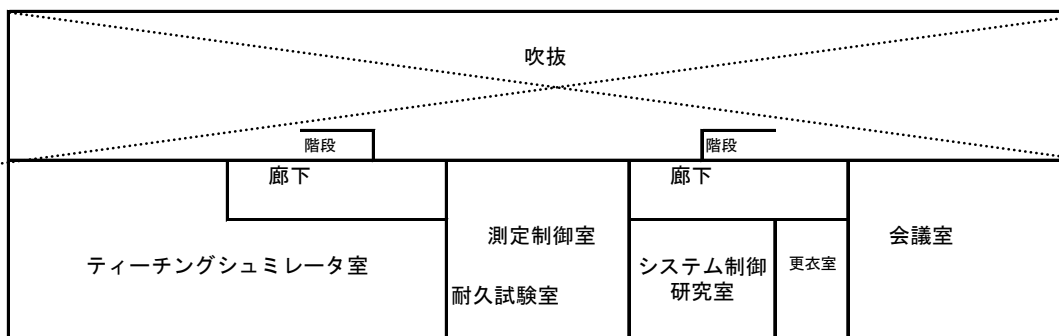 吹抜
階段
階段
廊下
廊下
測定制御室
会議室
ティーチングシュミレータ室
システム制御
研究室
更衣室
耐久試験室